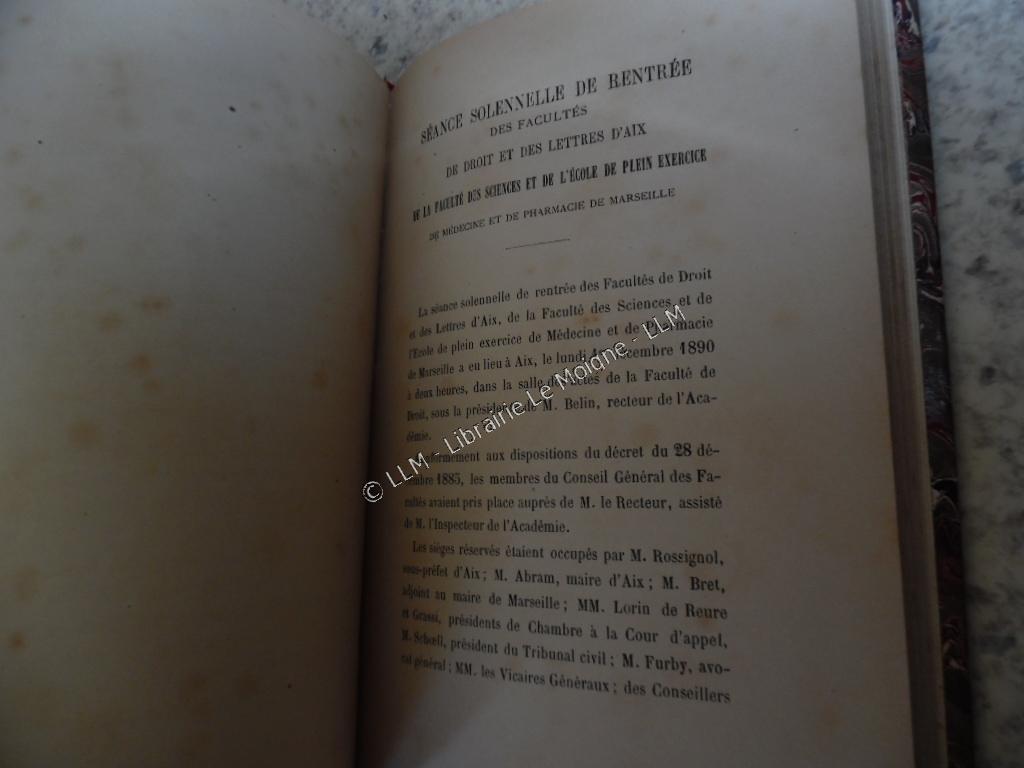 SÉANCE SOLENNELLE DE RENTRÉE
DES FACULTÉS
DE DROIT ET DES LETTRES D'AIX
DE LA FACULTÉ DES SCIENCES ET DE L'ÉCOLE DE PLEIN EXERCICE
DE MÉDECINE ET DE PHARMACIE DE MARSEILLE
La séance solennelle de rentrée des Facultés de Droit
et des Lettres d'Aix, de la Faculté des Sciences et de
l'École de plein exercice de Médecine et de Pharmacie
de Marseille a eu lieu à Aix, le lundi décembre 1890
à deux heures, dans la salle des Actes de la Faculté de
Droit, sous la présidence de M. Belin, recteur de l'Aca-
démie.
Conformément aux dispositions du décret du 28 dé-
cembre 1885, les membres du Conseil Général des Fa-
cultés avaient pris place auprès de M. le Recteur, assisté
de M. l'Inspecteur de l'Académie.
Les sièges réservés étaient occupés par M. Rossignol,
sous-préfet d'Aix ; M. Abram, maire d'Aix ; M. Bret,
adjoint au maire de Marseille ; MM. Lorin de Reure
et Grassi, présidents de Chambre à la Cour d'appel,
M. Schœll, président du Tribunal civil ; M. Furby, avo-
cat général ; MM. les Vicaires Généraux ; des Conseillers
© LLM - Librairie Le Moigne - LLM